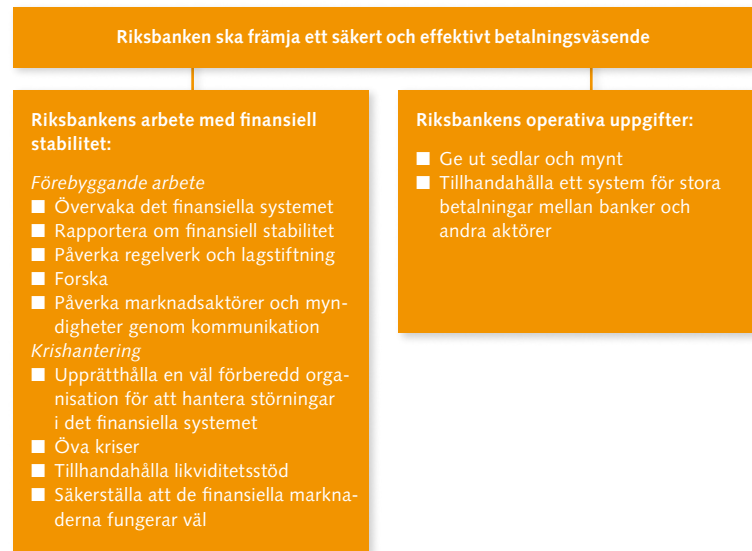 Riksbanken ska främja ett säkert och effektivt betalningsväsende
Riksbankens arbete med finansiell
stabilitet:
Förebyggande arbete
■ Övervaka det finansiella systemet
■ Rapportera om finansiell stabilitet
■ Påverka regelverk och lagstiftning
■ Forska
■ Påverka marknadsaktörer och myn-
digheter genom kommunikation
Krishantering
■ Upprätthålla en väl förberedd orga-
nisation för att hantera störningar
i det finansiella systemet
■ Öva kriser
■ Tillhandahålla likviditetsstöd
■ Säkerställa att de finansiella markna-
derna fungerar väl
Riksbankens operativa uppgifter:
■ Ge ut sedlar och mynt
■ Tillhandahålla ett system för stora
betalningar mellan banker och
andra aktörer